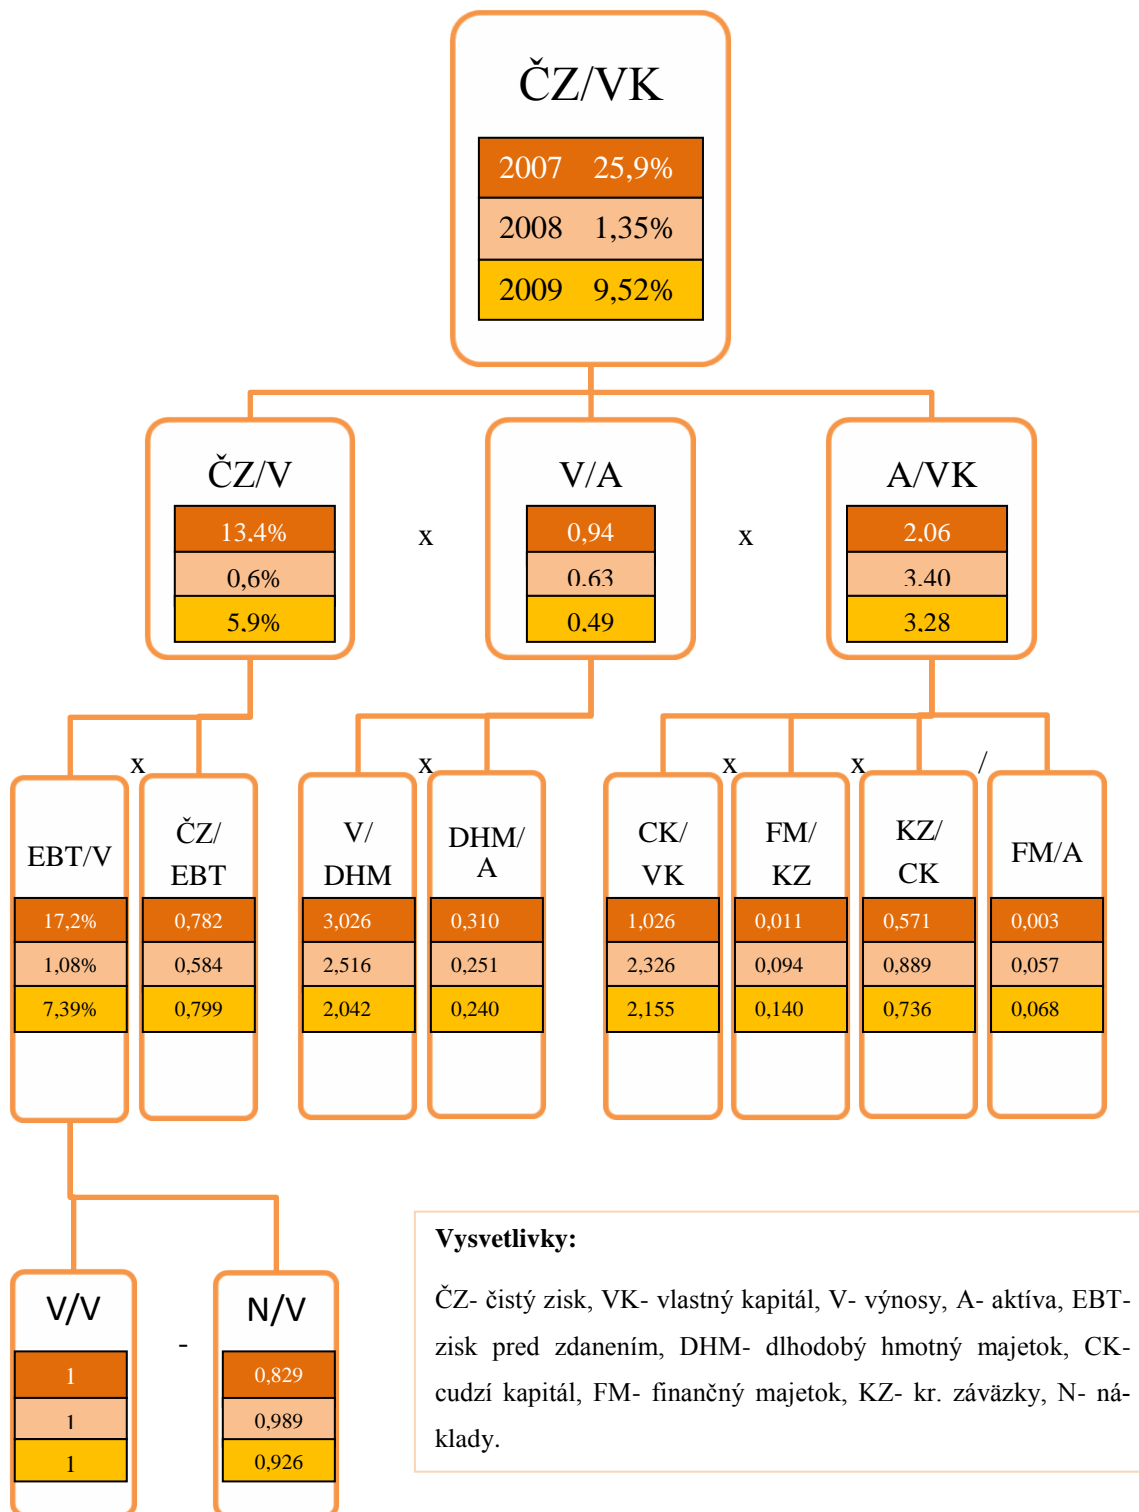 ČZ/VK
2007 25,9%
2008 1,35%
2009 9,52%
ČZ/V
13,4%
0,6%
5,9%
x
V/A
0,94
0,63
0,49
x
A/VK
2,06
3,40
3,28
EBT/V
17,2%
1,08%
7,39%
x
ČZ/
EBT
0,782
0,584
0,799
V/
DHM
3,026
2,516
2,042
x
DHM/
A
0,310
0,251
0,240
CK/
VK
1,026
2,326
2,155
x
FM/
KZ
0,011
0,094
0,140
x
KZ/
CK
0,571
0,889
0,736
/
FM/A
0,003
0,057
0,068
V/V
1
1
1
-
N/V
0,829
0,989
0,926
Vysvetlivky:
ČZ- čistý zisk, VK- vlastný kapitál, V- výnosy, A- aktíva, EBT-
zisk pred zdanením, DHM- dlhodobý hmotný majetok, CK-
cudzí kapitál, FM- finančný majetok, KZ- kr. záväzky, N- ná-
klady.